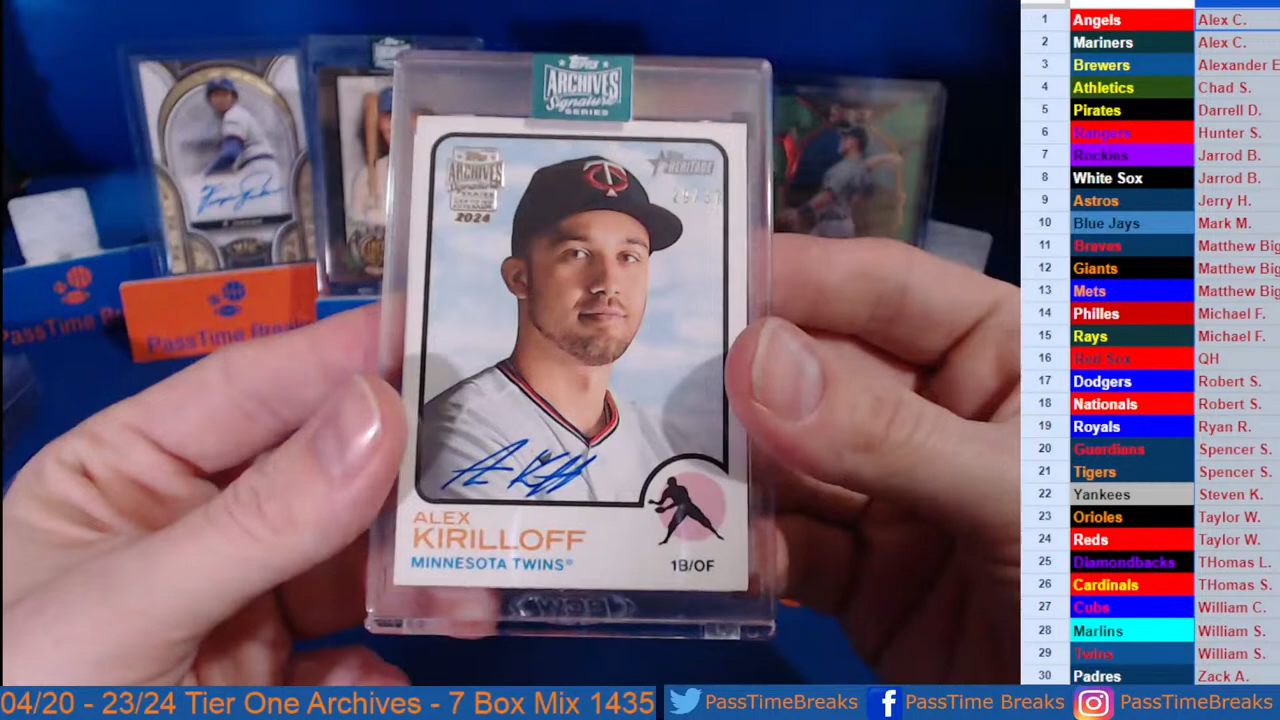 Topps
ARCHIVES
Signature
SERIES
Topps
ARCHIVES
Signature
SERIES
2024
HERITAGE
ALEX
KIRILLOFF
MINNESOTA TWINS
1B/OF
PassTime Breaks
1 Angels Alex C.
2 Mariners Alex C.
3 Brewers Alexander E
4 Athletics Chad S.
5 Pirates Darrell D.
6 Rangers Hunter S.
7 Rockies Jarrod B.
8 White Sox Jarrod B.
9 Astros Jerry H.
10 Blue Jays Mark M.
11 Braves Matthew Big
12 Giants Matthew Big
13 Mets Matthew Big
14 Philles Michael F.
15 Rays Michael F.
16 Red Sox QH
17 Dodgers Robert S.
18 Nationals Robert S.
19 Royals Ryan R.
20 Guardians Spencer S.
21 Tigers Spencer S.
22 Yankees Steven K.
23 Orioles Taylor W.
24 Reds Taylor W.
25 Diamondbacks THomas L.
26 Cardinals THomas S.
27 Cubs William C.
28 Marlins William S.
29 Twins William S.
30 Padres Zack A.
04/20 - 23/24 Tier One Archives - 7 Box Mix 1435 PassTimeBreaks PassTime Breaks PassTimeBreaks